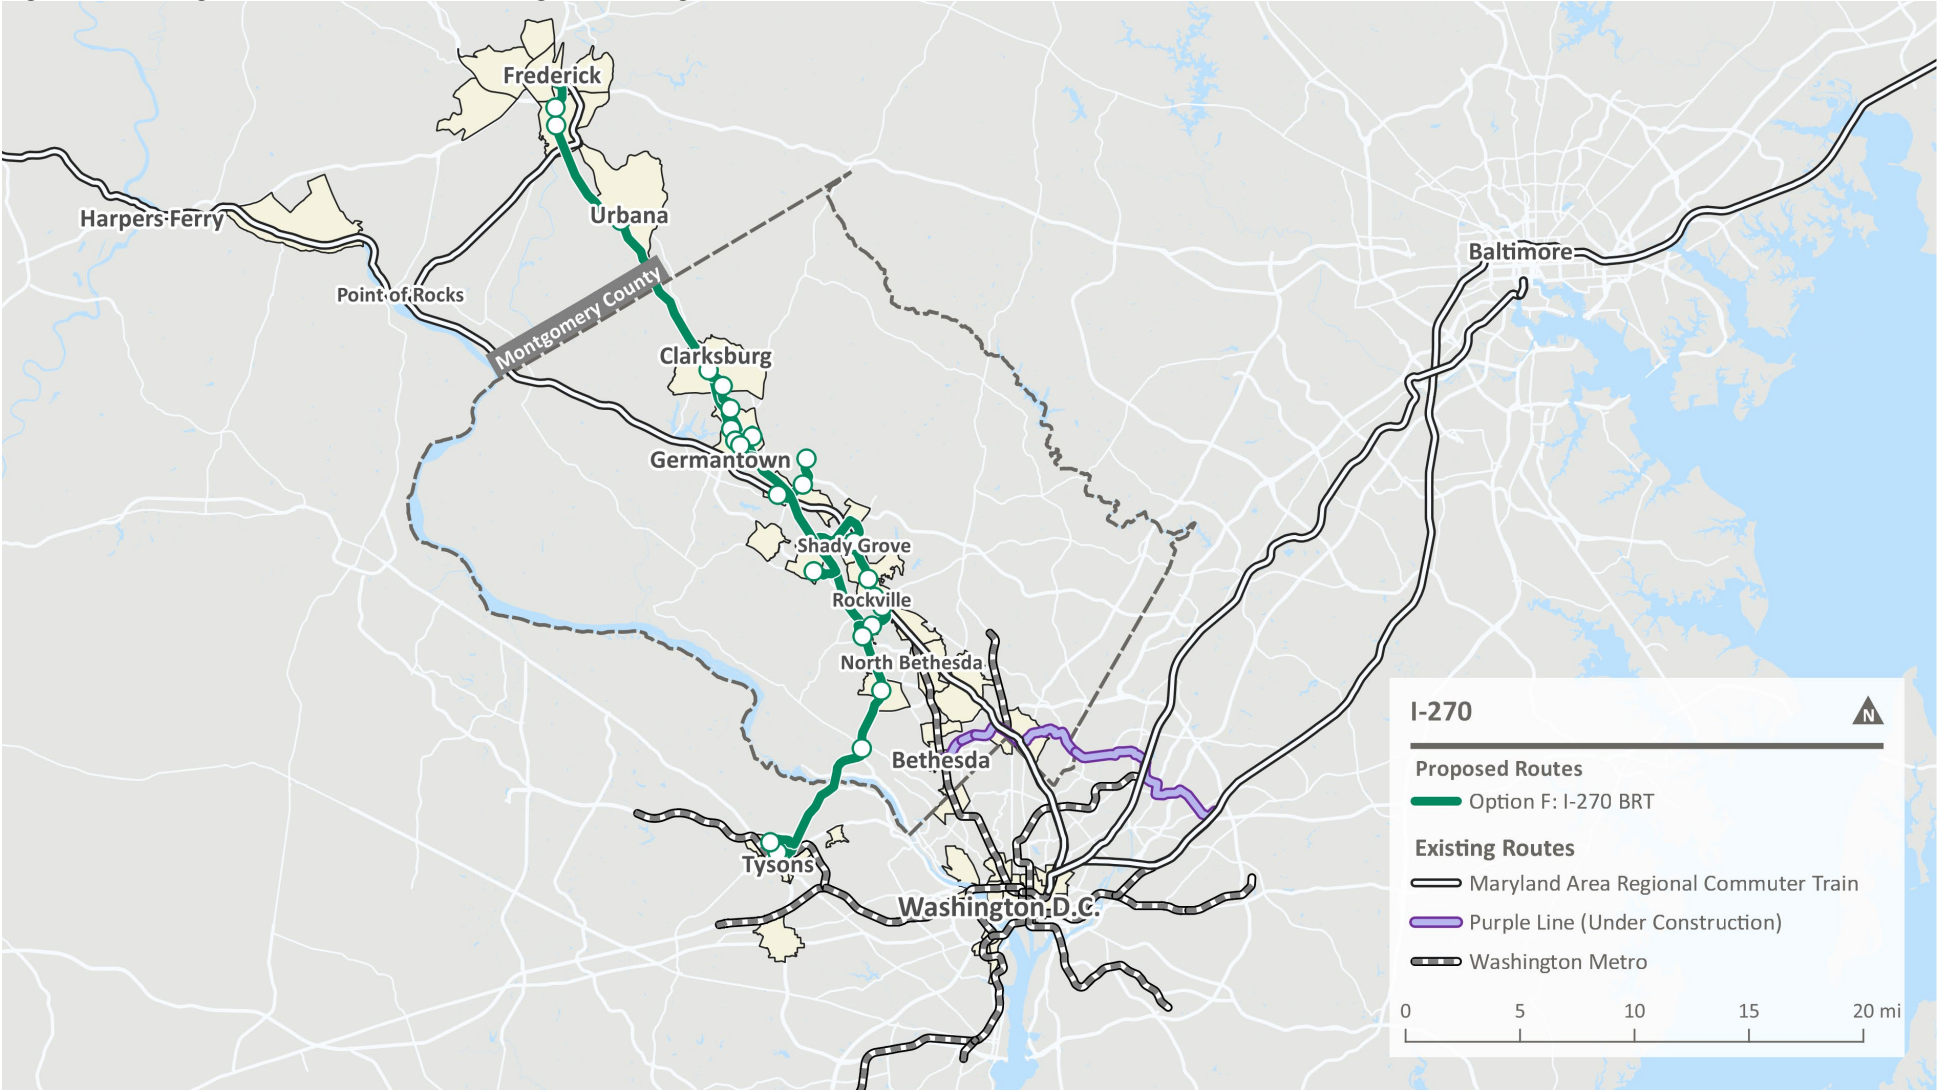 Frederick
Urbana
Harpers Ferry
Point of Rocks
Montgomery County
Clarksburg
Germantown
Shady Grove
Rockville
North Bethesda
Bethesda
Tysons
Washington D.C.
Baltimore
I-270
N
Proposed Routes
Option F: I-270 BRT
Existing Routes
Maryland Area Regional Commuter Train
Purple Line (Under Construction)
Washington Metro
0 5 10 15 20 mi